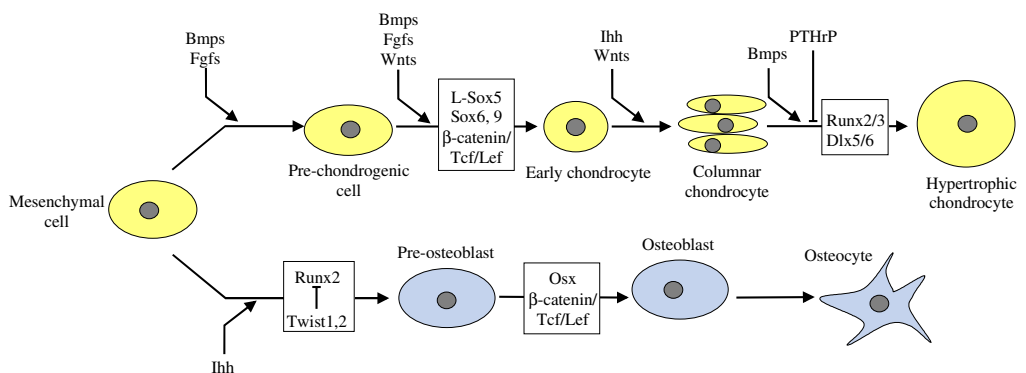 Bmps
Fgfs
Bmps
Fgfs
Wnts
L-Sox5
Sox6, 9
β-catenin/
Tcf/Lef
Ihh
Wnts
PTHrP
Bmps
Runx2/3
Dlx5/6
Pre-chondrogenic
cell
Early chondrocyte
Columnar
chondrocyte
Hypertrophic
chondrocyte
Mesenchymal
cell
Ihh
Runx2
Twist1,2
Pre-osteoblast
Osx
β-catenin/
Tcf/Lef
Osteoblast
Osteocyte